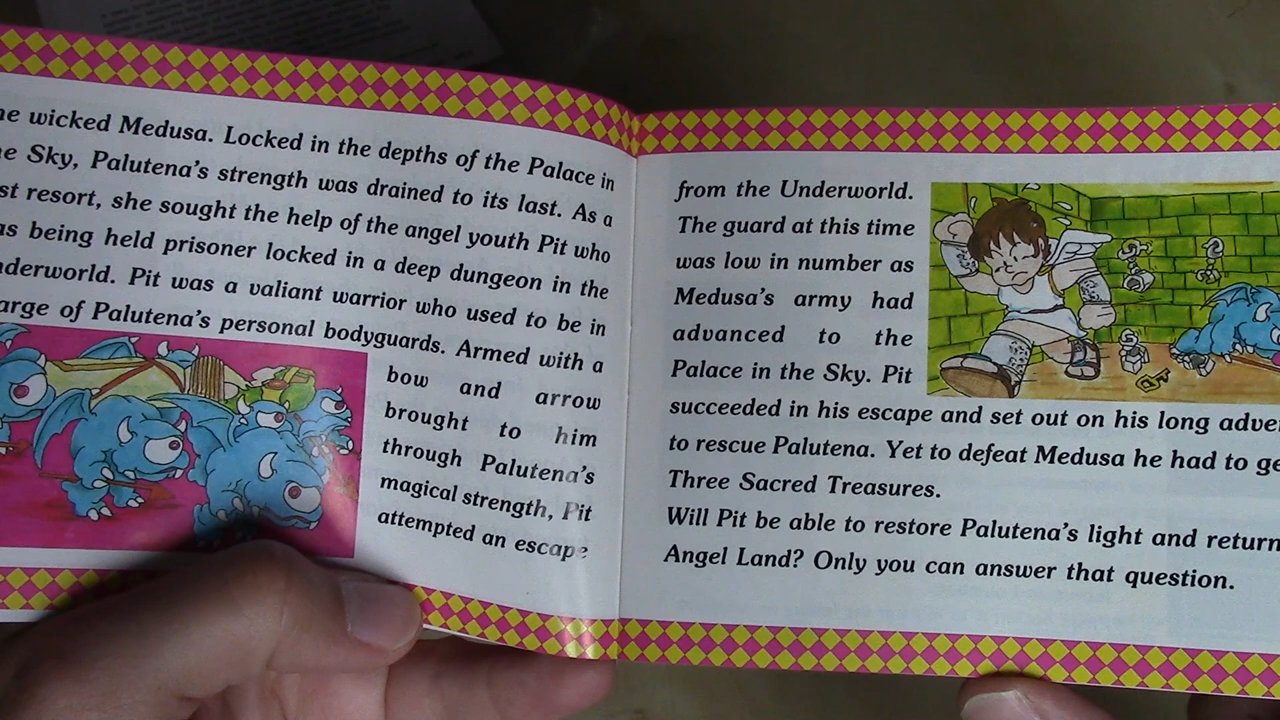 he wicked Medusa. Locked in the depths of the Palace in
he Sky, Palutena's strength was drained to its last. As a
st resort, she sought the help of the angel youth Pit who
as being held prisoner locked in a deep dungeon in the
nderworld. Pit was a valiant warrior who used to be in
arge of Palutena's personal bodyguards. Armed with a
bow and arrow
brought to him
through Palutena's
magical strength, Pit
attempted an escape
from the Underworld.
The guard at this time
was low in number as
Medusa's army had
advanced to the
Palace in the Sky. Pit
succeeded in his escape and set out on his long adve
to rescue Palutena. Yet to defeat Medusa he had to ge
Three Sacred Treasures.
Will Pit be able to restore Palutena's light and return
Angel Land? Only you can answer that question.